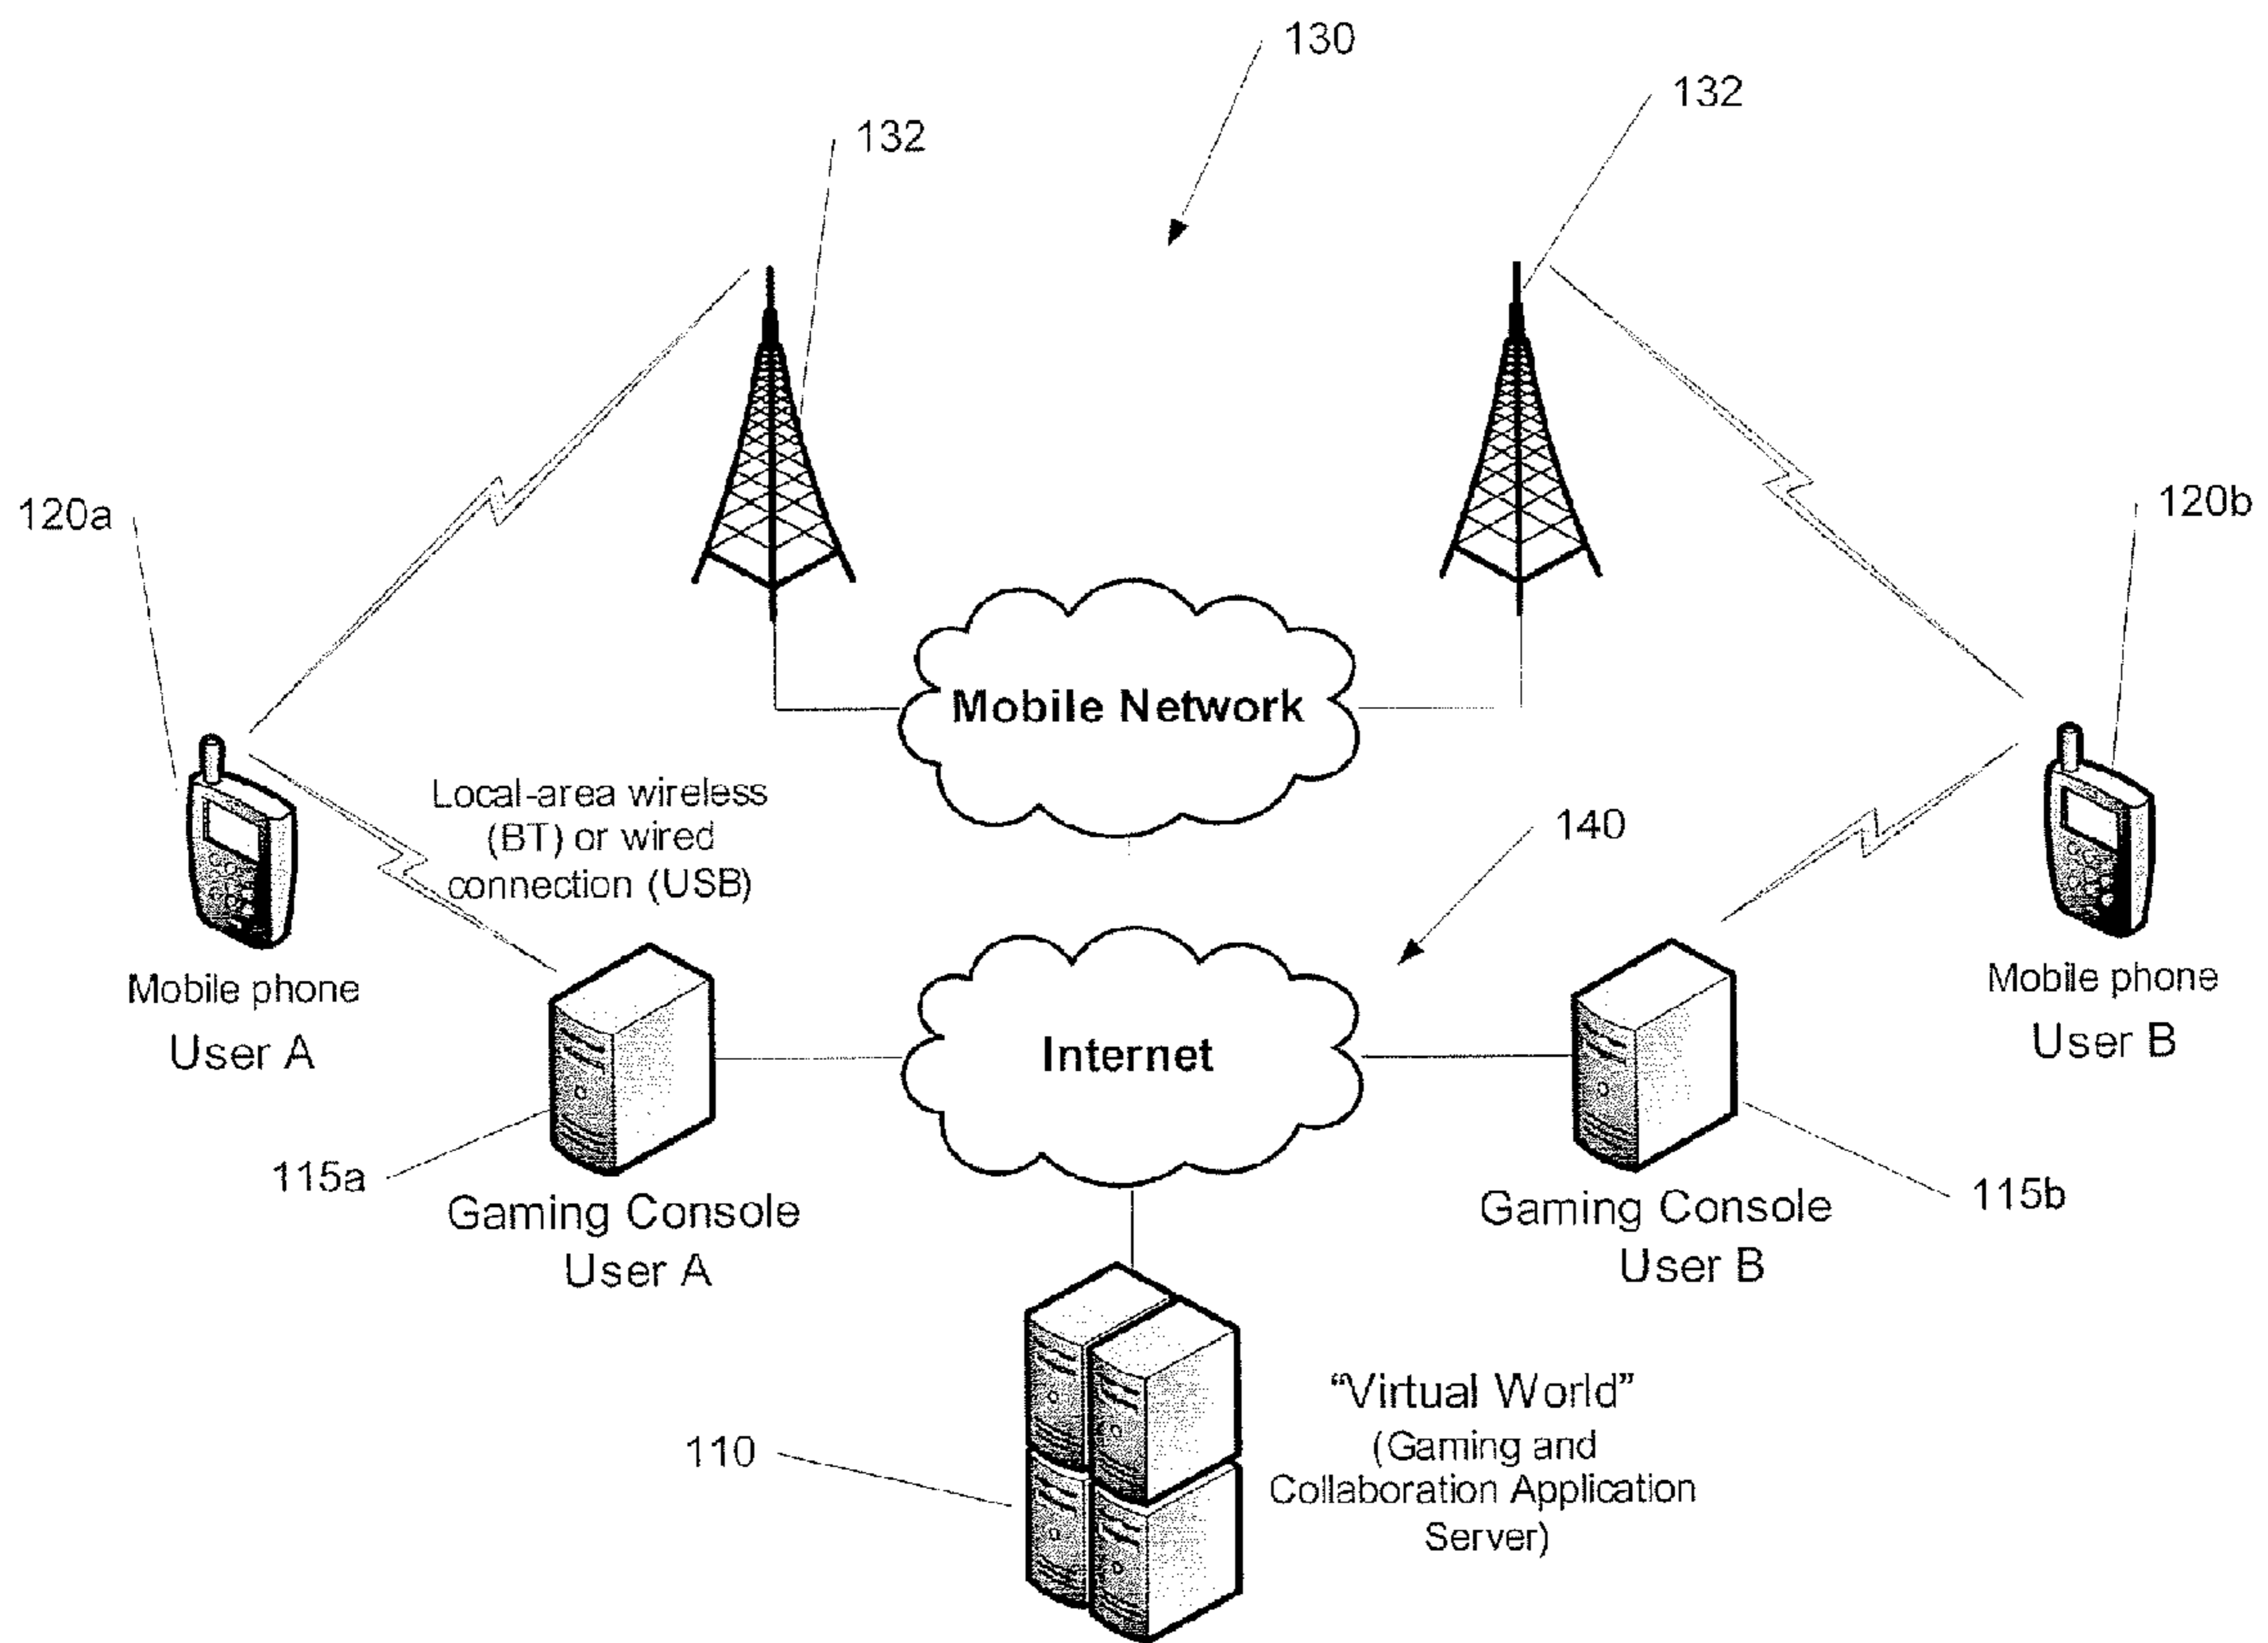 130
132
132
120a
120b
Mobile Network
Local-area wireless
(BT) or wired
connection (USB)
140
Mobile phone
User A
Mobile phone
User B
Internet
115a
Gaming Console
User A
115b
Gaming Console
User B
110
“Virtual World”
(Gaming and
Collaboration Application
Server)